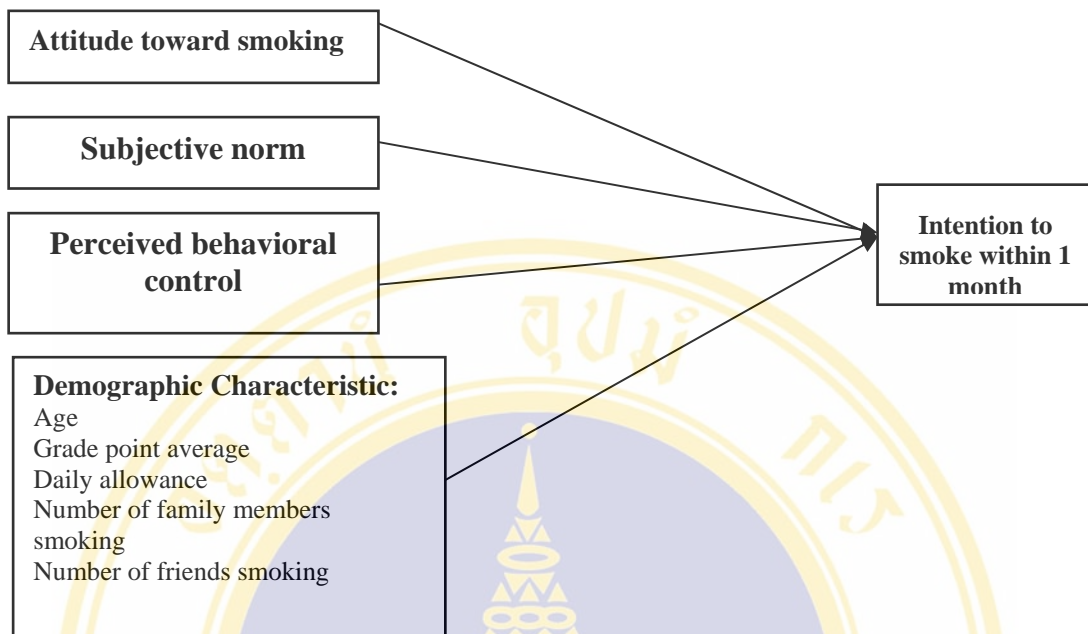 Attitude toward smoking
Subjective norm
Perceived behavioral
control
Intention to
smoke within 1
month
Demographic Characteristic:
Age
Grade point average
Daily allowance
Number of family members
smoking
Number of friends smoking